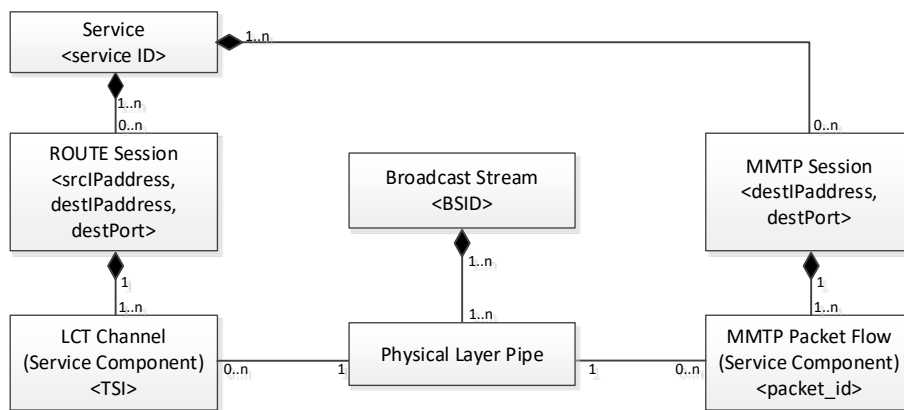 Service
<service ID>
1..n
1..n
0..n
0..n
ROUTE Session
<srcIPaddress,
destIPaddress,
destPort>
Broadcast Stream
<BSID>
MMTP Session
<destIPaddress,
destPort>
1
1..n
1..n
1..n
1
1..n
LCT Channel
(Service Component)
<TSI>
0..n
1
Physical Layer Pipe
1
0..n
MMTP Packet Flow
(Service Component)
<packet_id>